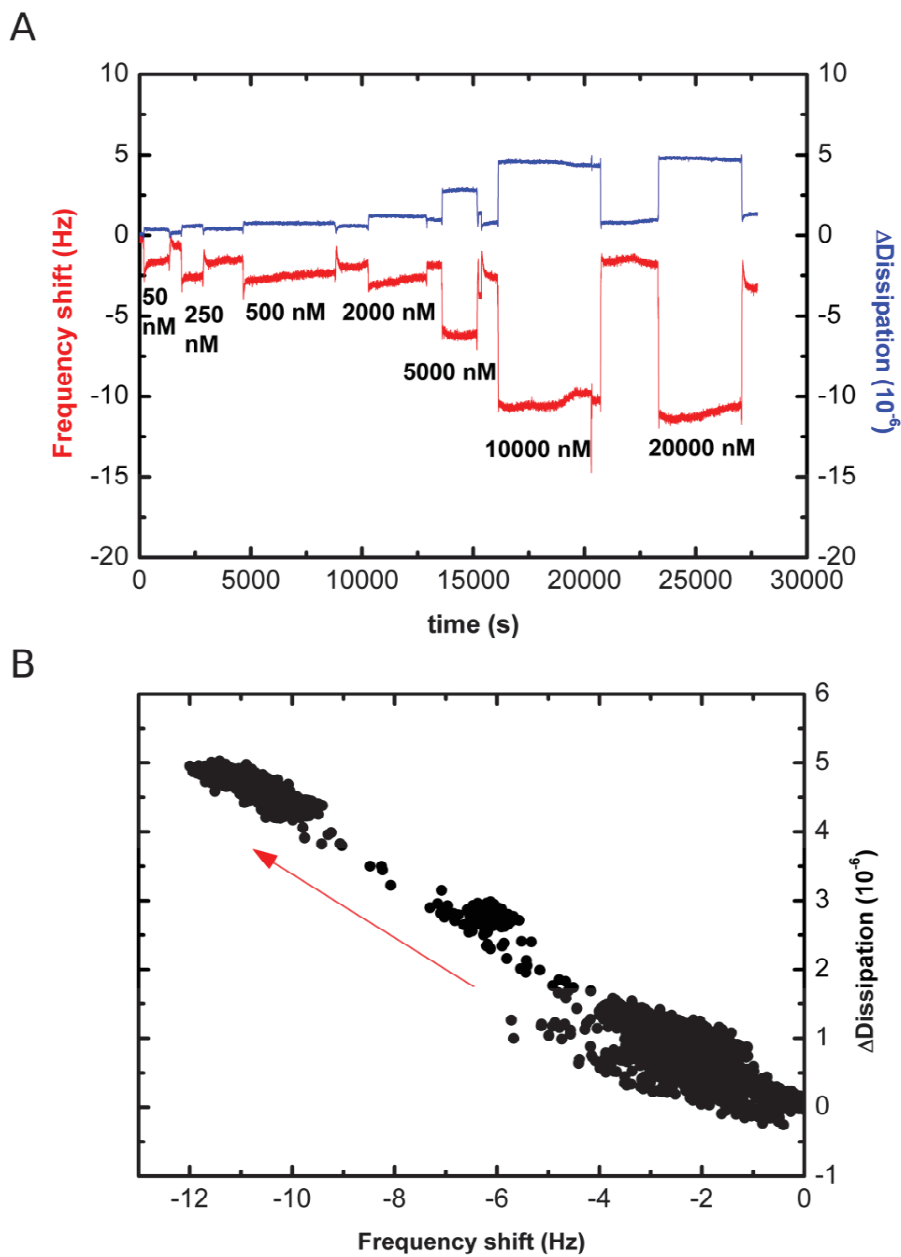 A
Frequency shift (Hz)
10
5
0
-5
-10
-15
-20
10
5
0
-5
-10
-15
-20
ΔDissipation (10-6)
50
nM
250
nM
500 nM
2000 nM
5000 nM
10000 nM
20000 nM
0 5000 10000 15000 20000 25000 30000
time (s)
B
6
5
4
3
2
1
0
-1
ΔDissipation (10-6)
-12 -10 -8 -6 -4 -2 0
Frequency shift (Hz)